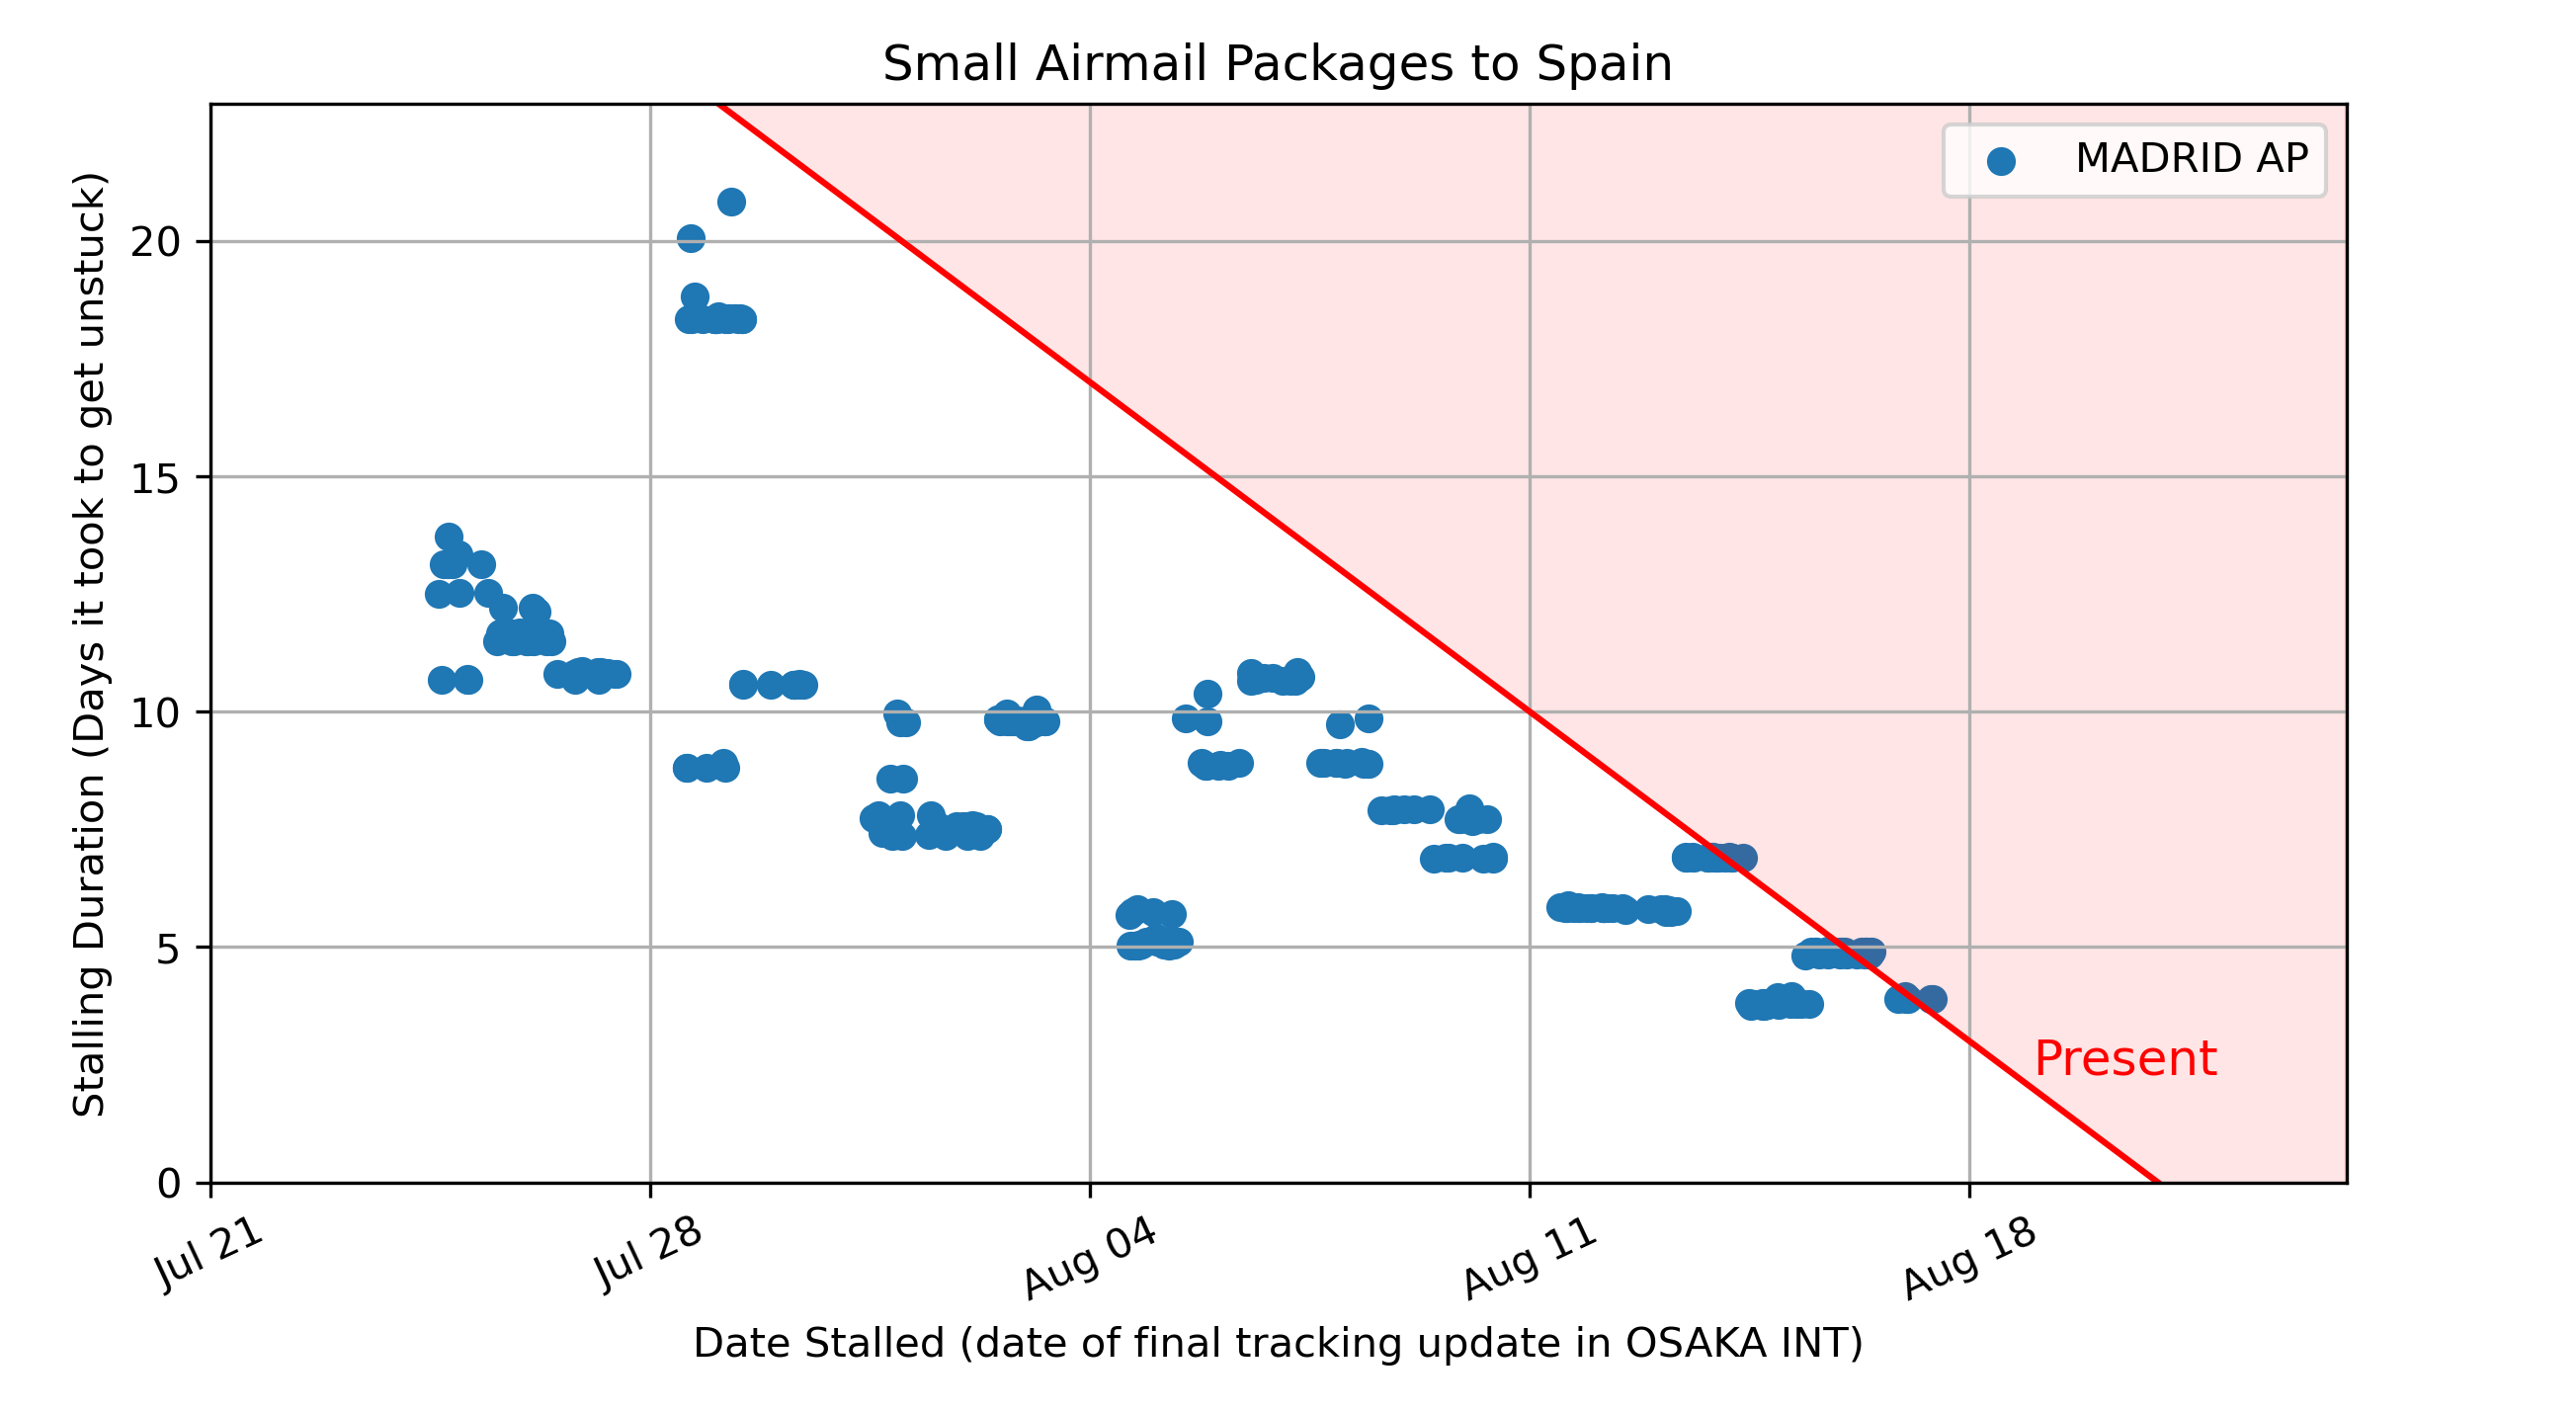 Small Airmail Packages to Spain
MADRID AP
Stalling Duration (Days it took to get unstuck)
20
15
10
5
0
Present
Jul 21
Jul 28
Aug 04
Aug 11
Aug 18
Date Stalled (date of final tracking update in OSAKA INT)